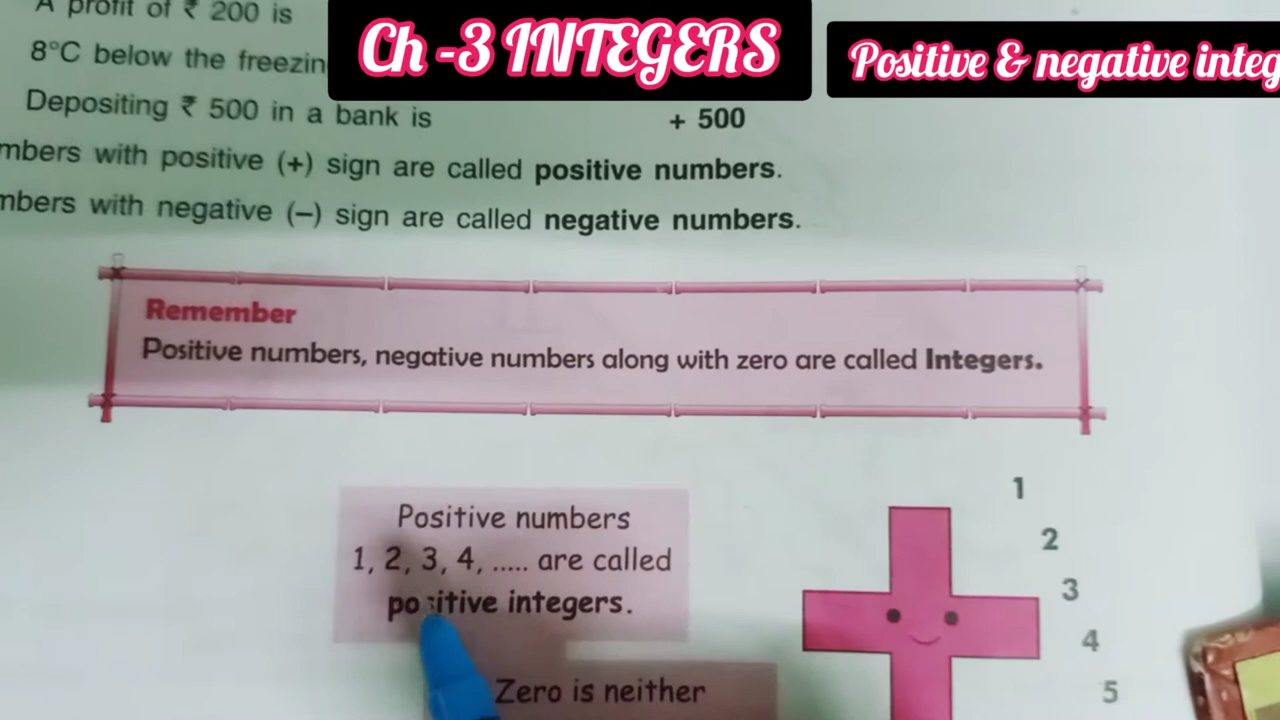 A profit of ₹ 200 is
Ch -3 INTEGERS
Positive & negative integ
8°C below the freezin
Depositing ₹ 500 in a bank is + 500
mbers with positive (+) sign are called positive numbers.
mbers with negative (–) sign are called negative numbers.
Remember
Positive numbers, negative numbers along with zero are called Integers.
Positive numbers
1, 2, 3, 4, ..... are called
positive integers.
Zero is neither
1
2
3
4
5